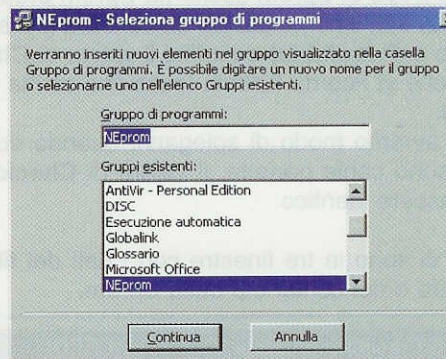 NEprom - Seleziona gruppo di programmi
Verranno inseriti nuovi elementi nel gruppo visualizzato nella casella
Gruppo di programmi. È possibile digitare un nuovo nome per il gruppo
o selezionarne uno nell'elenco Gruppi esistenti.
Gruppo di programmi:
NEprom
Gruppi esistenti:
AntiVir - Personal Edition
DISC
Esecuzione automatica
Globalink
Glossario
Microsoft Office
NEprom
Continua
Annulla